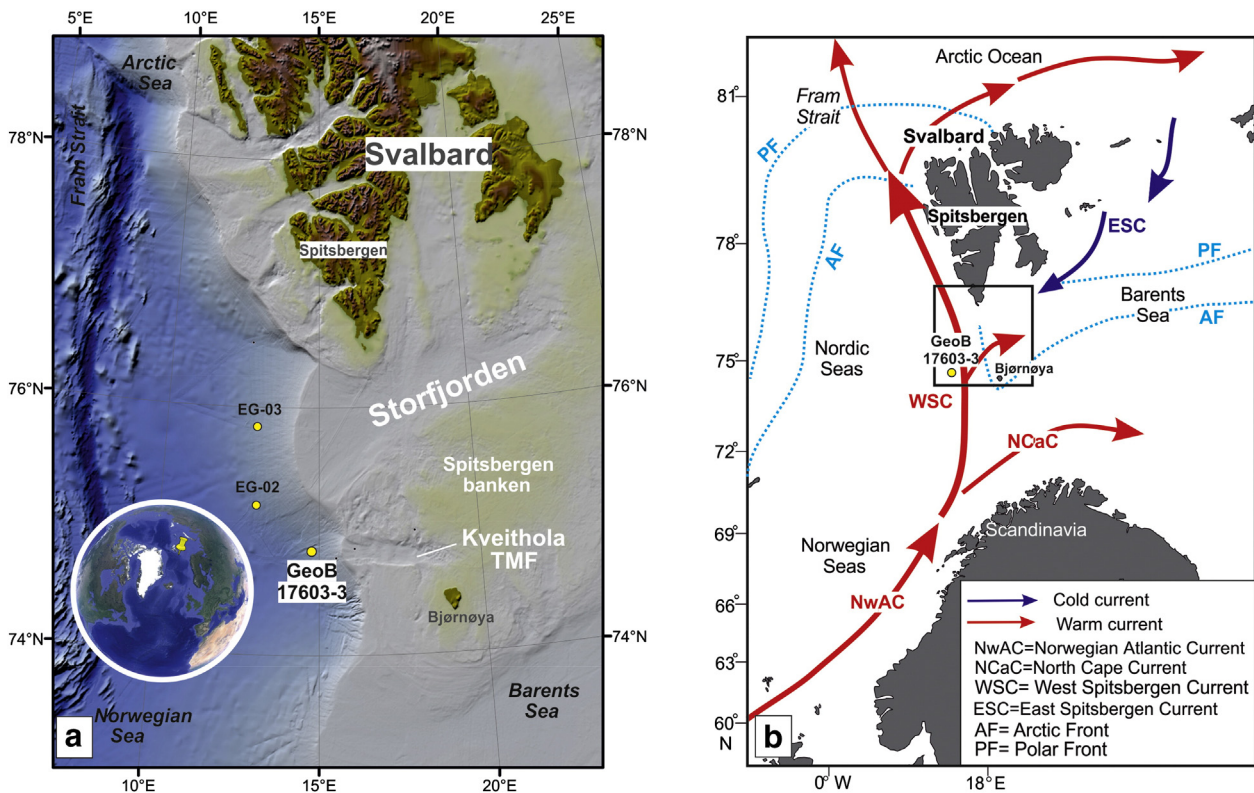 5°E 10°E 15°E 20°E 25°E
Arctic
Sea
Fram Strait
78°N
78°N
Svalbard
Spitsbergen
76°N
76°N
Storfjorden
EG-03
Spitsbergen
banken
EG-02
Kveithola
TMF
GeoB
17603-3
Bjørnøya
74°N
74°N
Barents
Sea
Norwegian
Sea
a
10°E 15°E 20°E
Arctic Ocean
81°
Fram
Strait
Svalbard
PF
Spitsbergen
ESC
78°
AF
PF
Barents
Sea
AF
GeoB
17603-3
Nordic
Seas
75°
Bjørnøya
WSC
NCaC
72°
Scandinavia
69°
Norwegian
Seas
NwAC
66°
63°
60°
N
b
Cold current
Warm current
NwAC=Norwegian Atlantic Current
NCaC=North Cape Current
WSC= West Spitsbergen Current
ESC=East Spitsbergen Current
AF= Arctic Front
PF= Polar Front
0° W 18°E